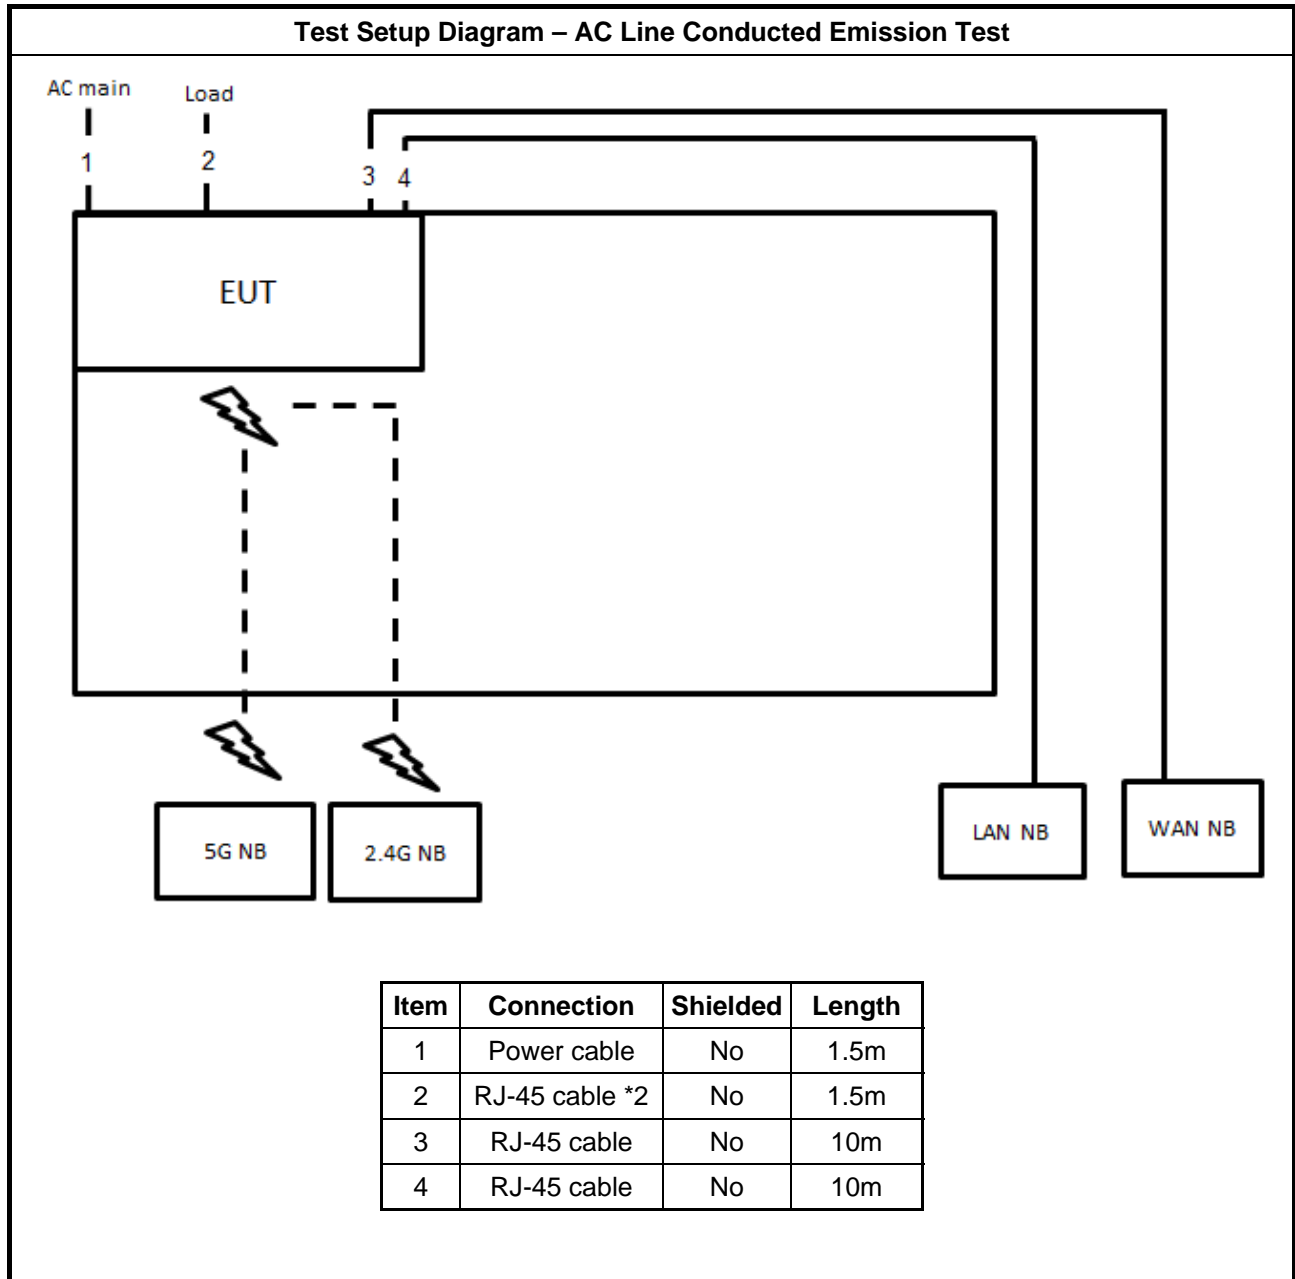 Test Setup Diagram – AC Line Conducted Emission Test
AC main
Load
1
2
3
4
EUT
5G NB
2.4G NB
LAN NB
WAN NB
Item Connection Shielded Length
1 Power cable No 1.5m
2 RJ-45 cable *2 No 1.5m
3 RJ-45 cable No 10m
4 RJ-45 cable No 10m